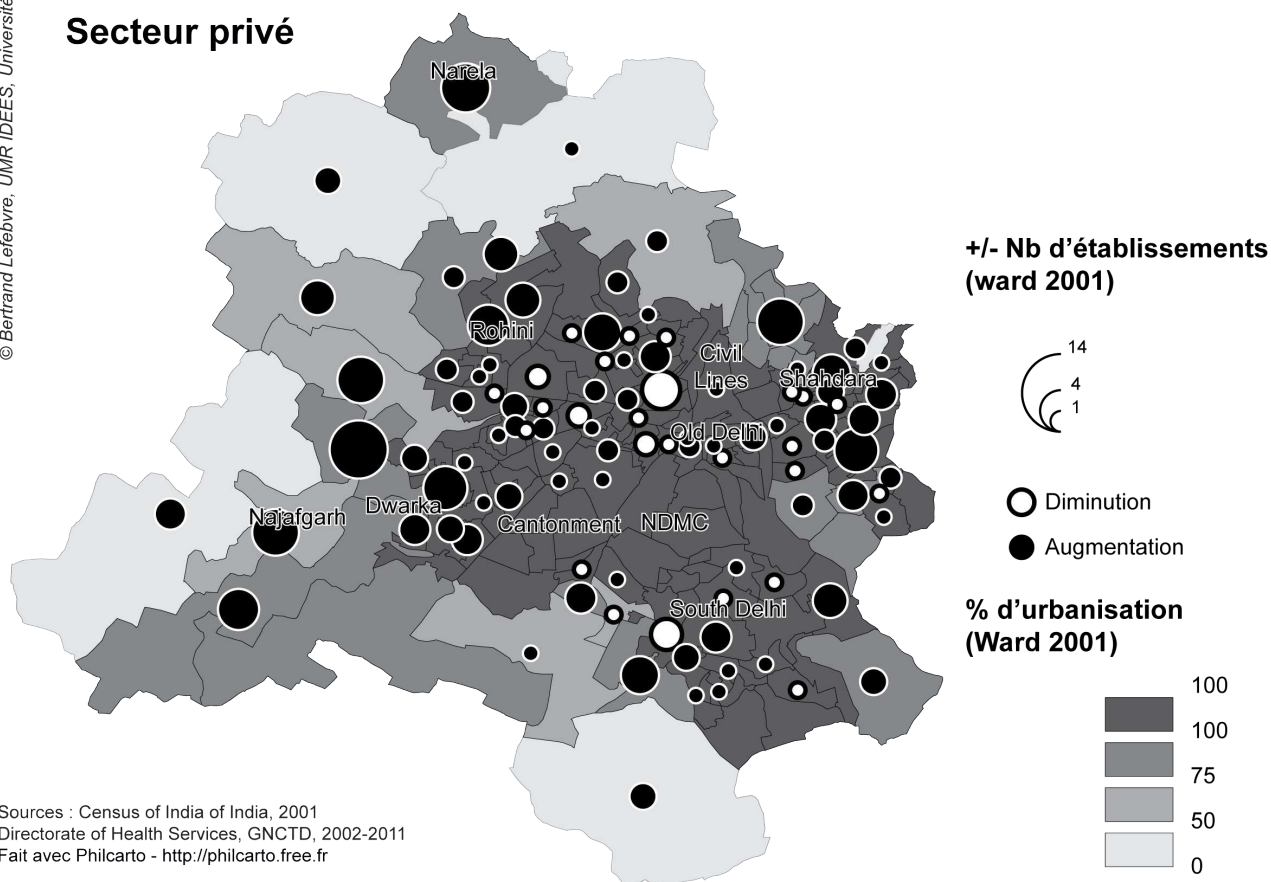 Secteur privé
© Bertrand Lefebvre, UMR IDEES, Université
Narela
Rohini
Civil
Lines
Shahdara
Old Delhi
Dwarka
Najafgarh
Cantonment
NDMC
South Delhi
+/- Nb d'établissements
(ward 2001)
14
4
1
Diminution
Augmentation
% d'urbanisation
(Ward 2001)
100
100
75
50
0
Sources : Census of India of India, 2001
Directorate of Health Services, GNCTD, 2002-2011
Fait avec Philcarto - http://philcarto.free.fr